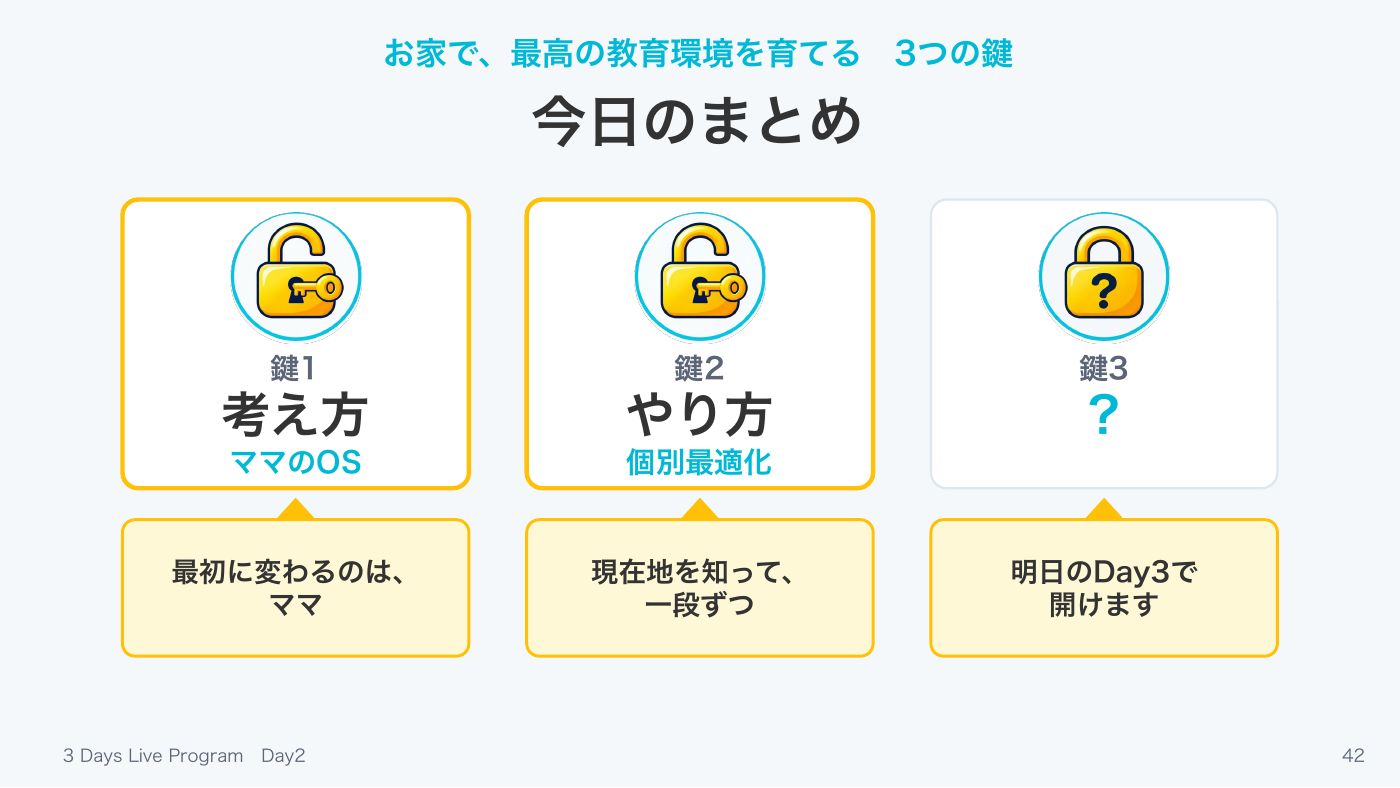 お家で、最高の教育環境を育てる　3つの鍵
今日のまとめ
鍵1
考え方
ママのOS
最初に変わるのは、
ママ
鍵2
やり方
個別最適化
現在地を知って、
一段ずつ
?
鍵3
?
明日のDay3で
開けます
3 Days Live Program　Day2
42